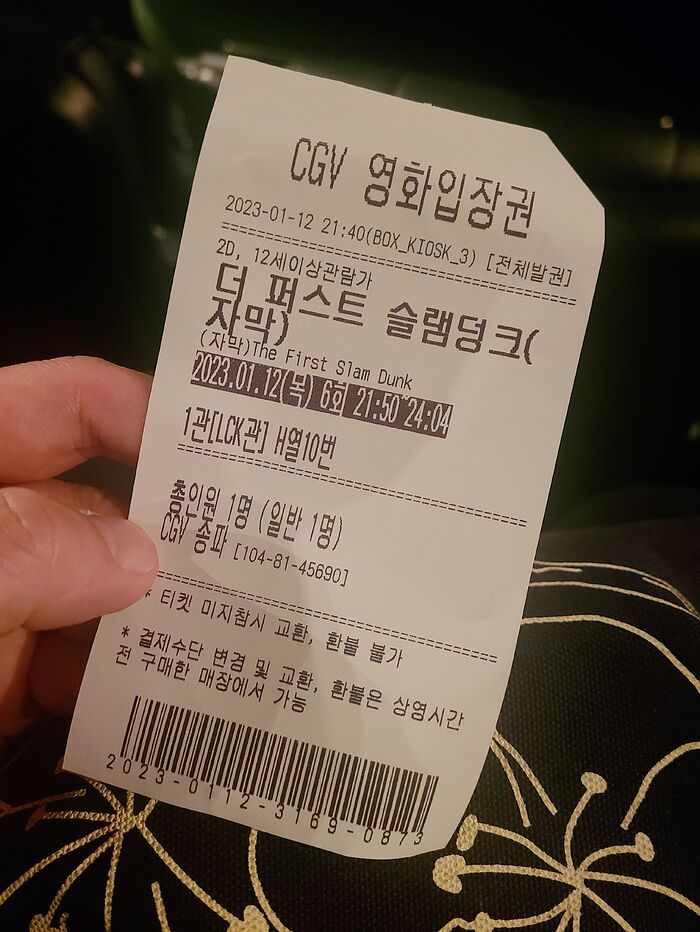 CGV 영화입장권
2023-01-12 21:40(BOX_KIOSK_3) [전체발권]
2D, 12세이상관람가
더 퍼스트 슬램덩크(
자막)
(자막)The First Slam Dunk
2023.01.12(목) 6회 21:50~24:04
1관[LCK관] H열10번
총인원 1명 (일반 1명)
CGV 송파 [104-81-45690]
* 티켓 미지참시 교환, 환불 불가
* 결제수단 변경 및 교환, 환불은 상영시간
전 구매한 매장에서 가능
2023-0112-3169-0873